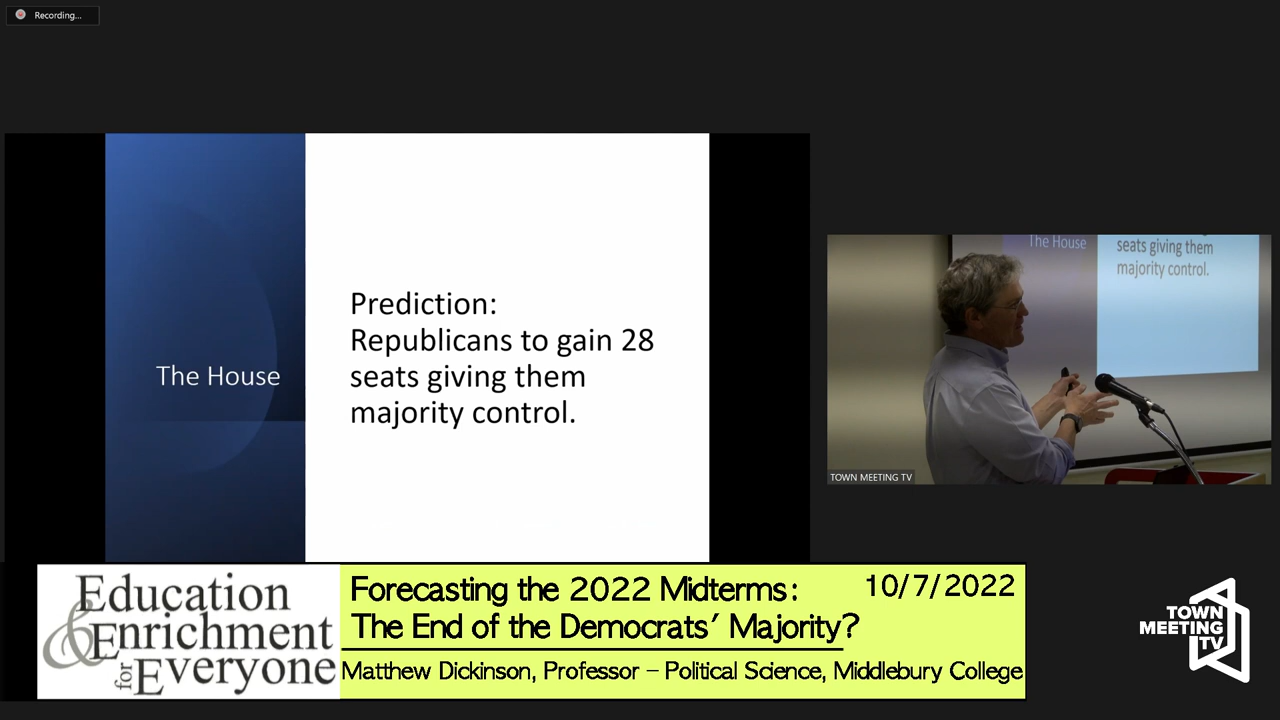 Recording...
The House
Prediction:
Republicans to gain 28
seats giving them
majority control.
The House
seats giving them
majority control.
TOWN MEETING TV
Education
& Enrichment
for Everyone
Forecasting the 2022 Midterms:
10/7/2022
The End of the Democrats' Majority?
Matthew Dickinson, Professor – Political Science, Middlebury College
TOWN
MEETING
TV